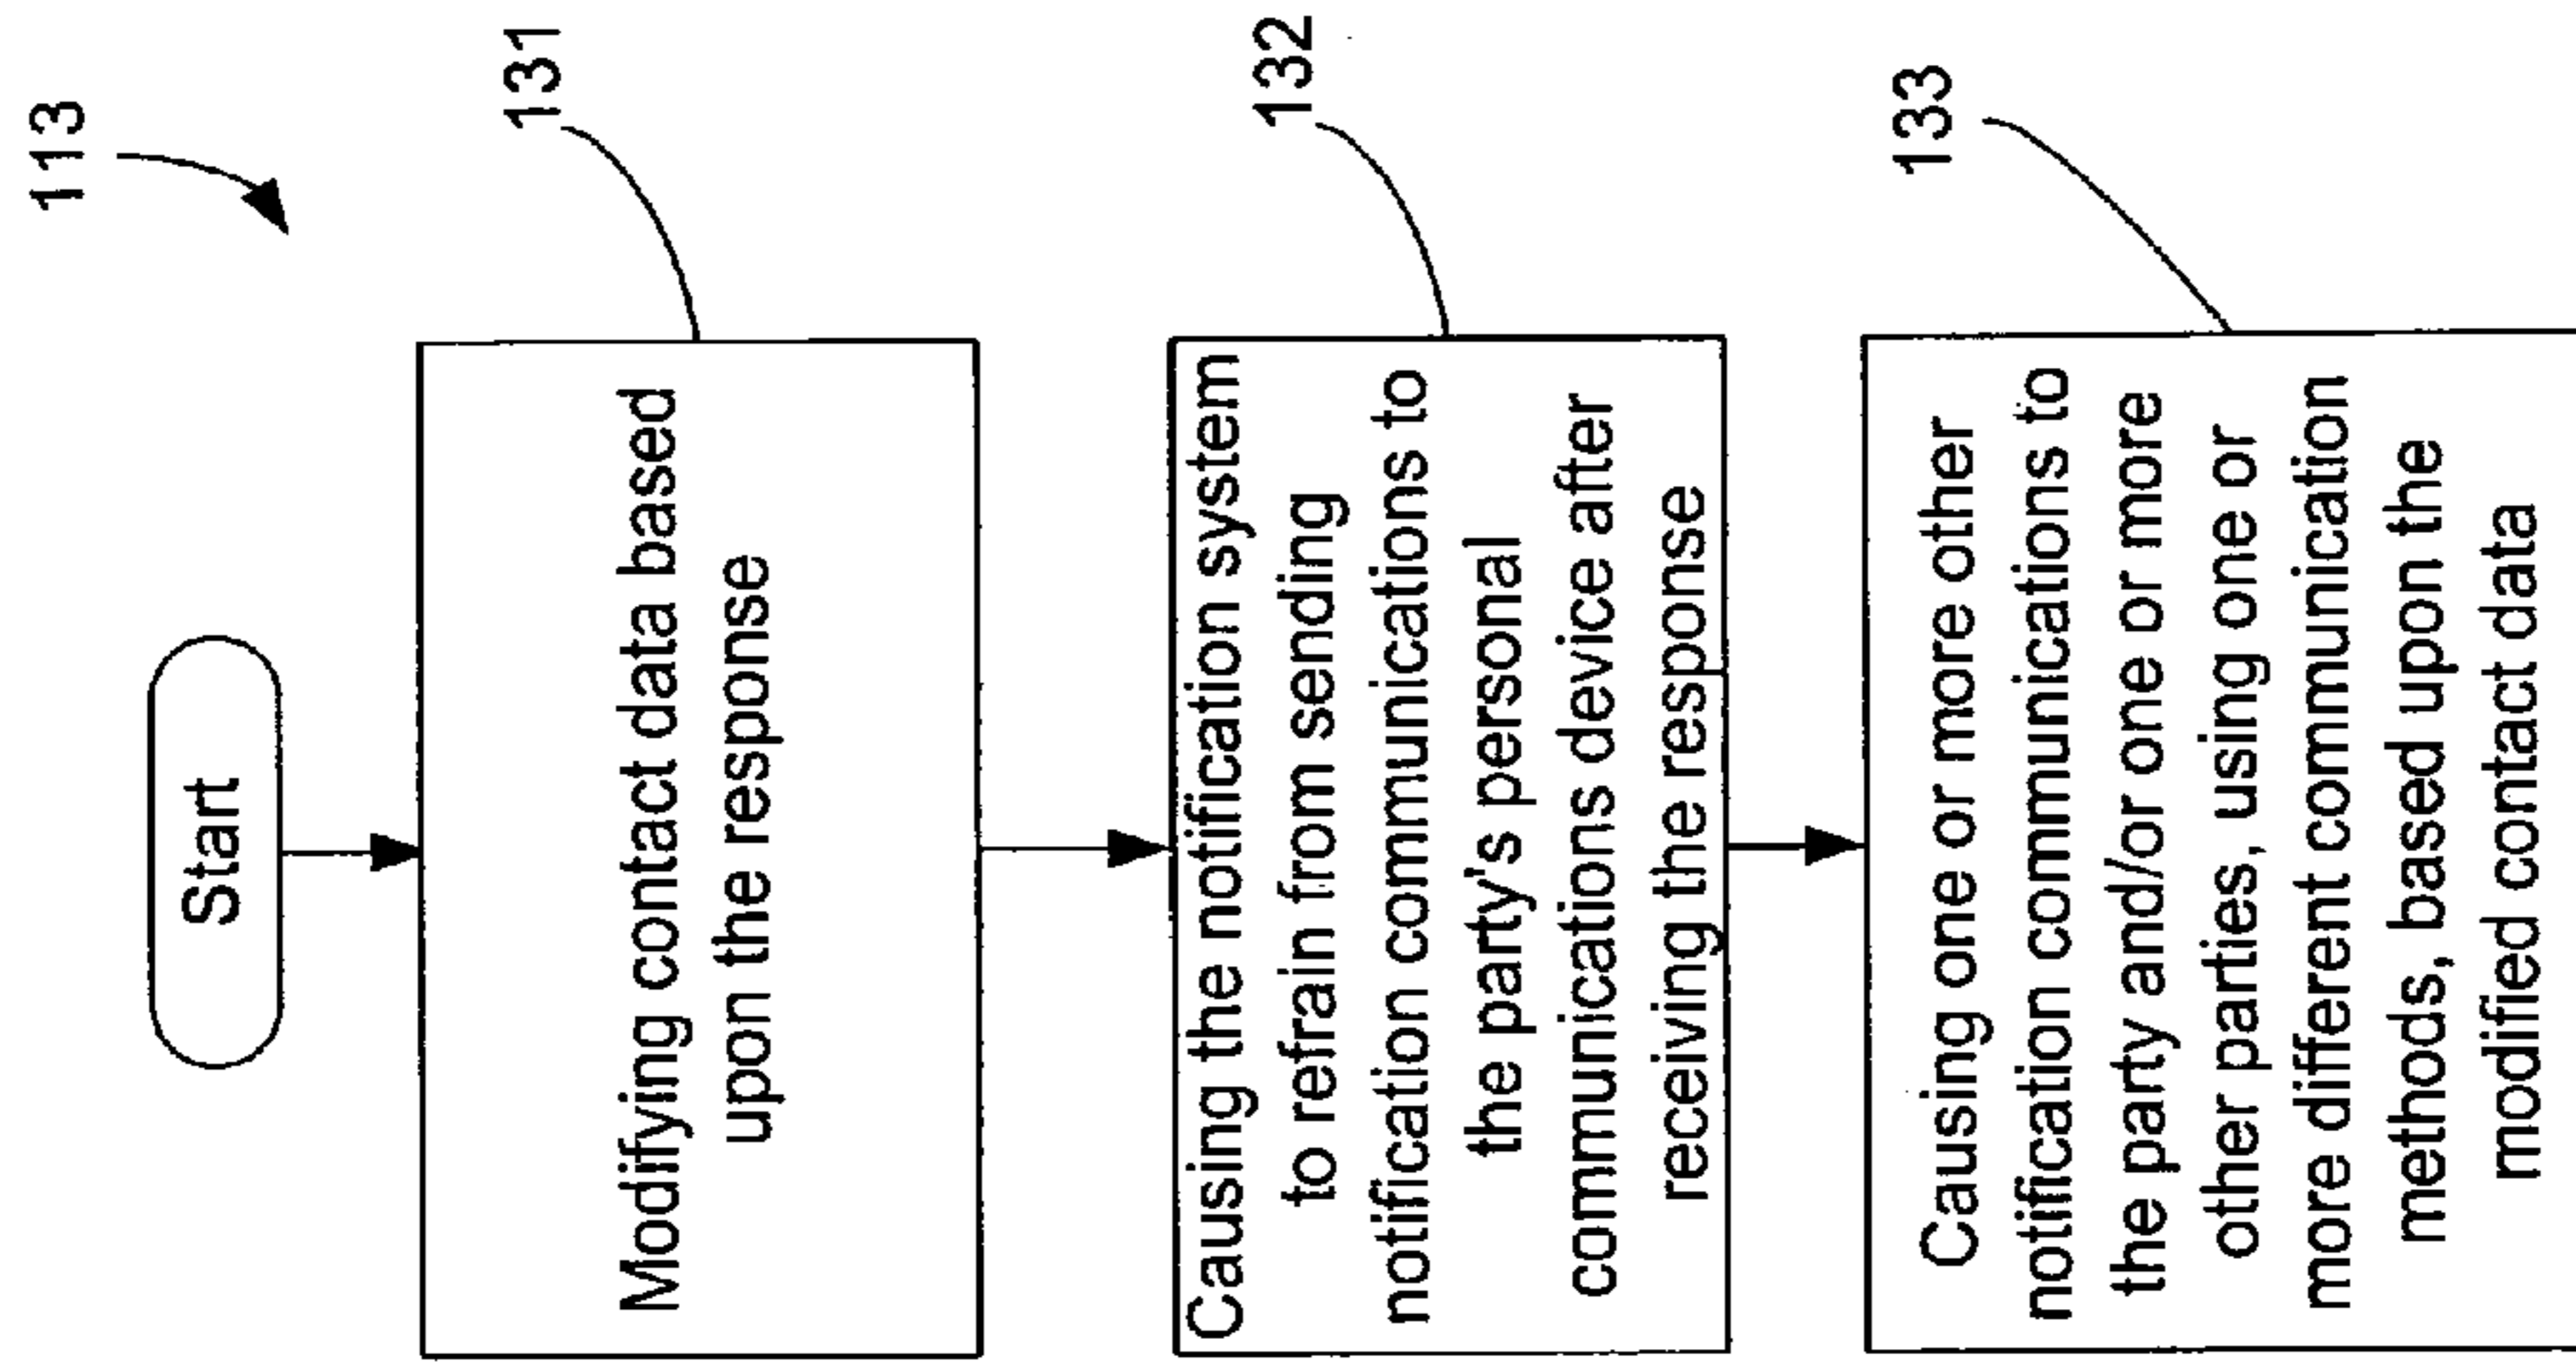 113
Start
131
Modifying contact data based
upon the response
132
Causing the notification system
to refrain from sending
notification communications to
the party's personal
communications device after
receiving the response
133
Causing one or more other
notification communications to
the party and/or one or more
other parties, using one or
more different communication
methods, based upon the
modified contact data